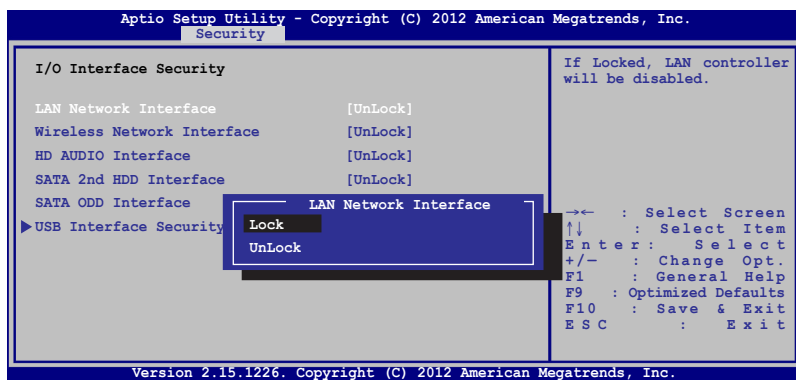 Aptio Setup Utility - Copyright (C) 2012 American Megatrends, Inc.
Security
I/O Interface Security
LAN Network Interface [UnLock]
Wireless Network Interface [UnLock]
HD AUDIO Interface [UnLock]
SATA 2nd HDD Interface [UnLock]
SATA ODD Interface
USB Interface Security
LAN Network Interface
Lock
UnLock
If Locked, LAN controller
will be disabled.
→← : Select Screen
↑↓ : Select Item
Enter: Select
+/— : Change Opt.
F1 : General Help
F9 : Optimized Defaults
F10 : Save & Exit
ESC : Exit
Version 2.15.1226. Copyright (C) 2012 American Megatrends, Inc.